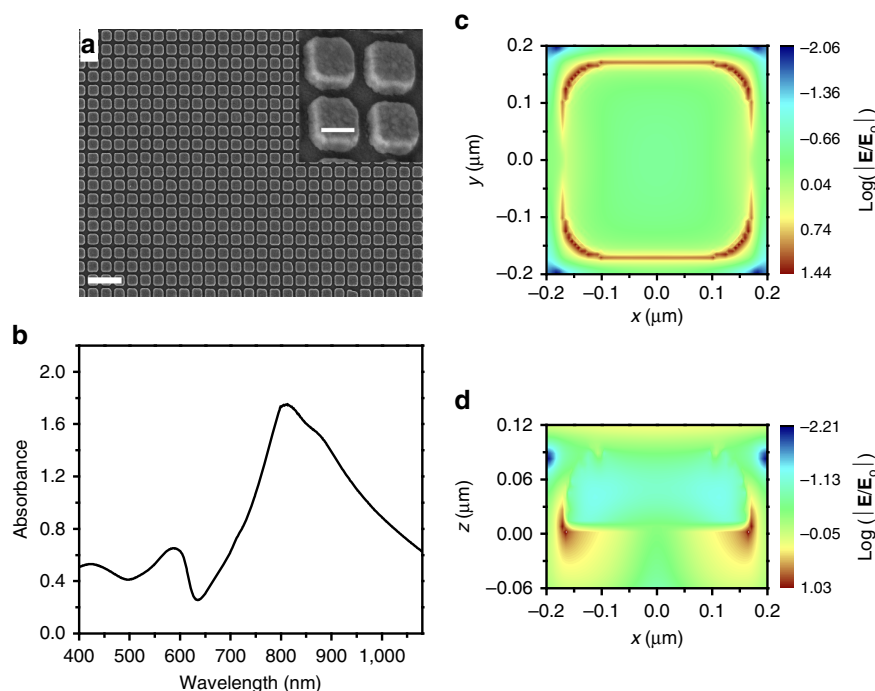 a
b
2.0
1.6
1.2
0.8
0.4
0.0
Absorbance
400 500 600 700 800 900 1,000
Wavelength (nm)
c
0.2
0.1
0.0
–0.1
–0.2
y (μm)
–0.2 –0.1 0.0 0.1 0.2
x (μm)
–2.06
–1.36
–0.66
0.04
0.74
1.44
Log(|E/E₀|)
d
0.12
0.06
0.00
–0.06
z (μm)
–0.2 –0.1 0.0 0.1 0.2
x (μm)
–2.21
–1.13
–0.05
1.03
Log (|E/E₀|)